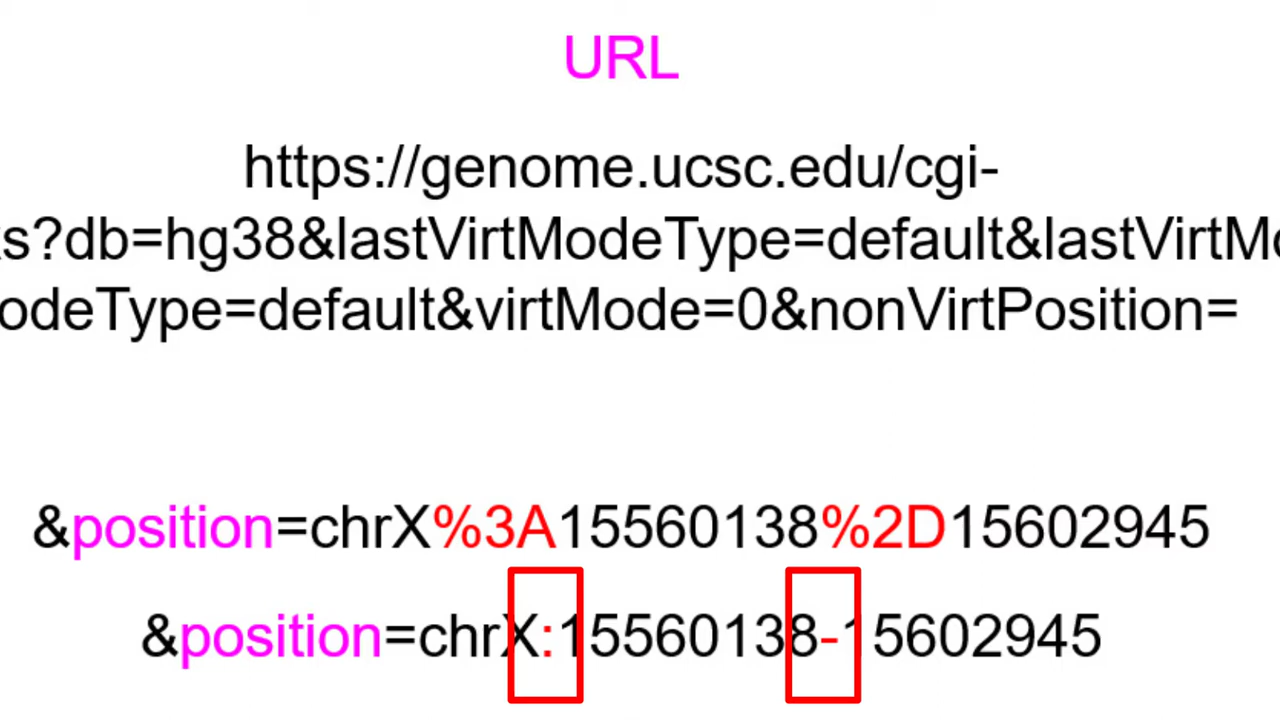 URL
https://genome.ucsc.edu/cgi-
s?db=hg38&lastVirtModeType=default&lastVirtM
odeType=default&virtMode=0&nonVirtPosition=
&position=chrX%3A15560138%2D15602945
&position=chrX:15560138-15602945